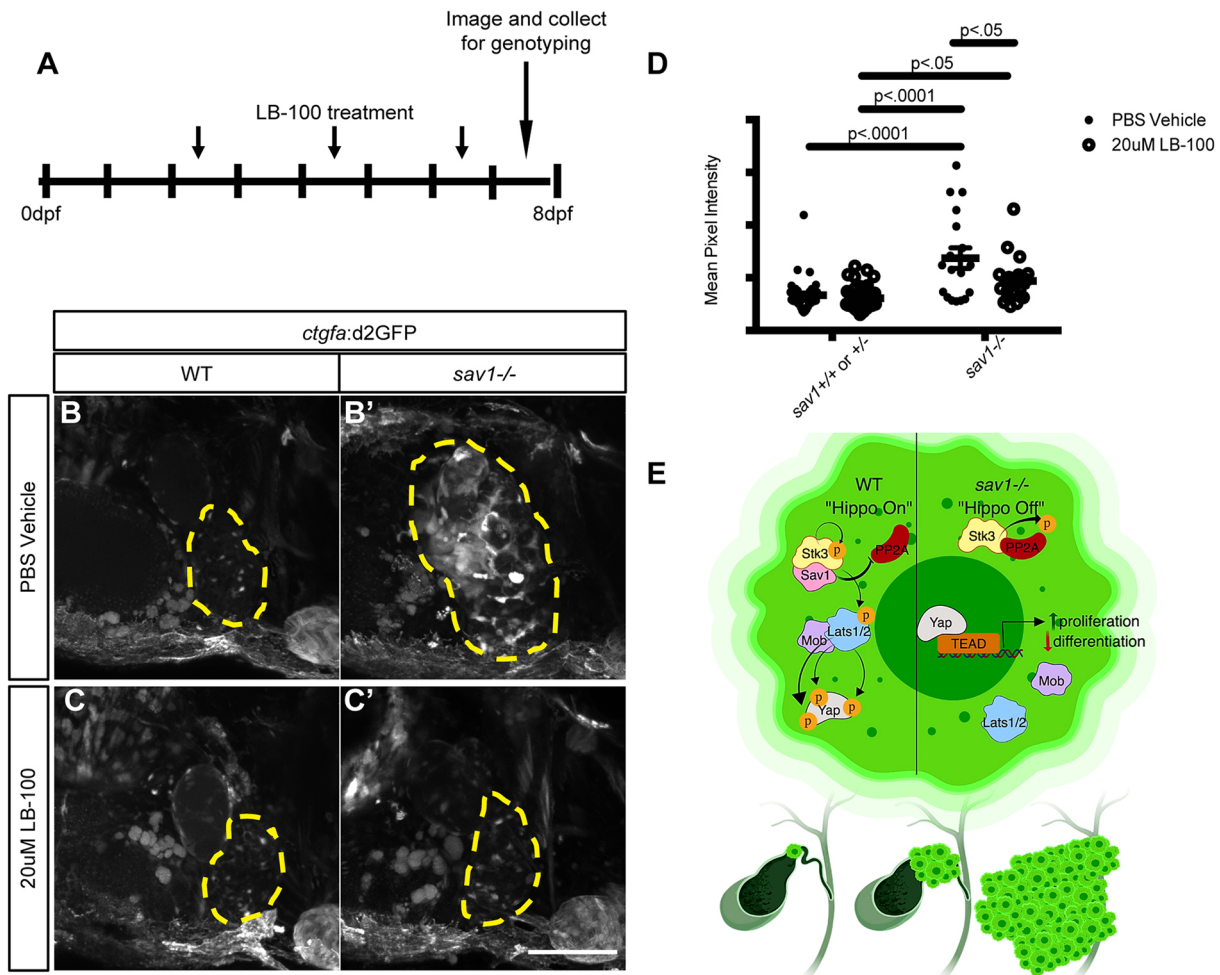 A
Image and collect
for genotyping
LB-100 treatment
0dpf
8dpf
ctgfa:d2GFP
WT
sav1-/-
PBS Vehicle
B
B'
20uM LB-100
C
C'
D
p<.05
p<.05
p<.0001
p<.0001
PBS Vehicle
20uM LB-100
Mean Pixel Intensity
sav1+/+ or +/-
sav1-/-
E
WT
"Hippo On"
sav1-/-
"Hippo Off"
Stk3
p
Sav1
PP2A
Stk3
PP2A
p
p
Mob
Lats1/2
p
Yap
p
p
Yap
TEAD
proliferation
differentiation
Mob
Lats1/2